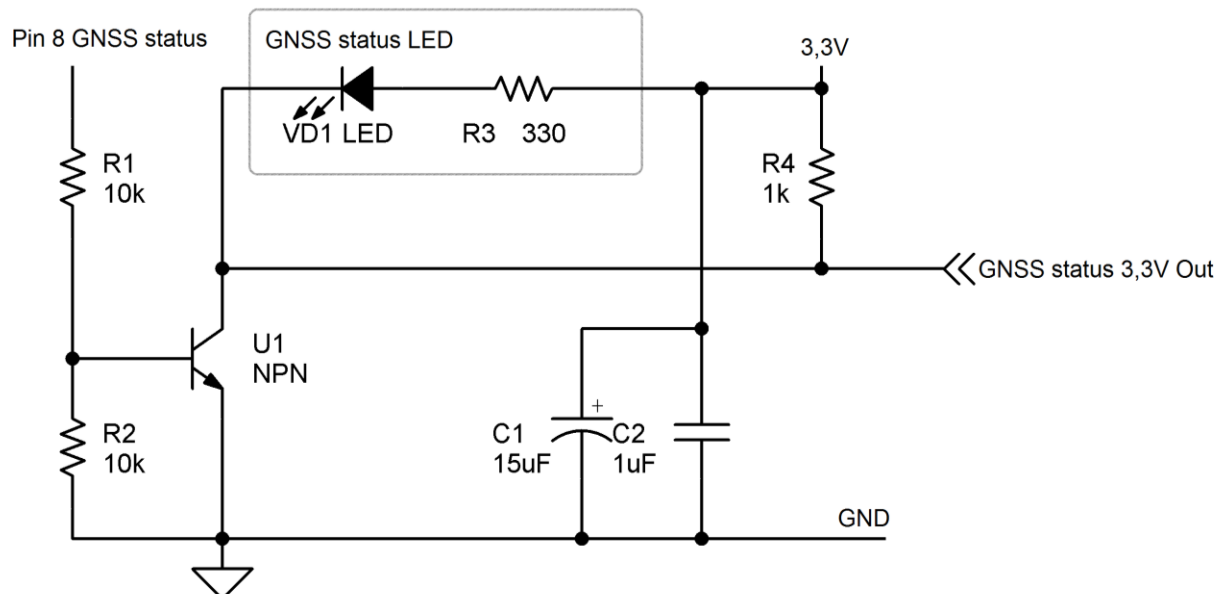 Pin 8 GNSS status
GNSS status LED
3,3V
VD1 LED
R3 330
R1
10k
R4
1k
GNSS status 3,3V Out
U1
NPN
R2
10k
+
C1
15uF
C2
1uF
GND